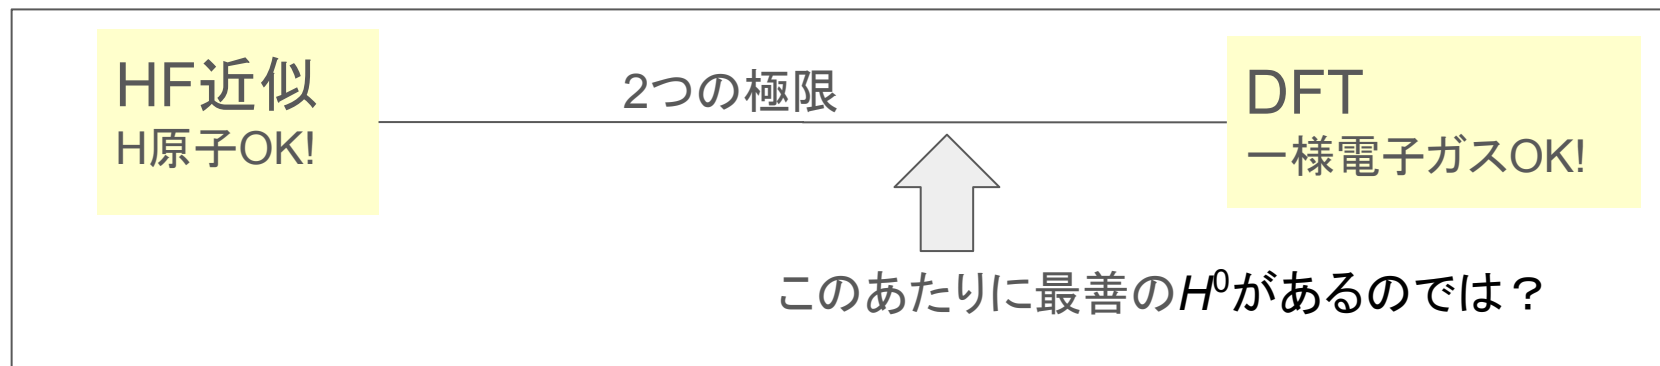 HF近似
H原子OK!
2つの極限
DFT
一様電子ガスOK!
このあたりに最善のH⁰があるのでは？